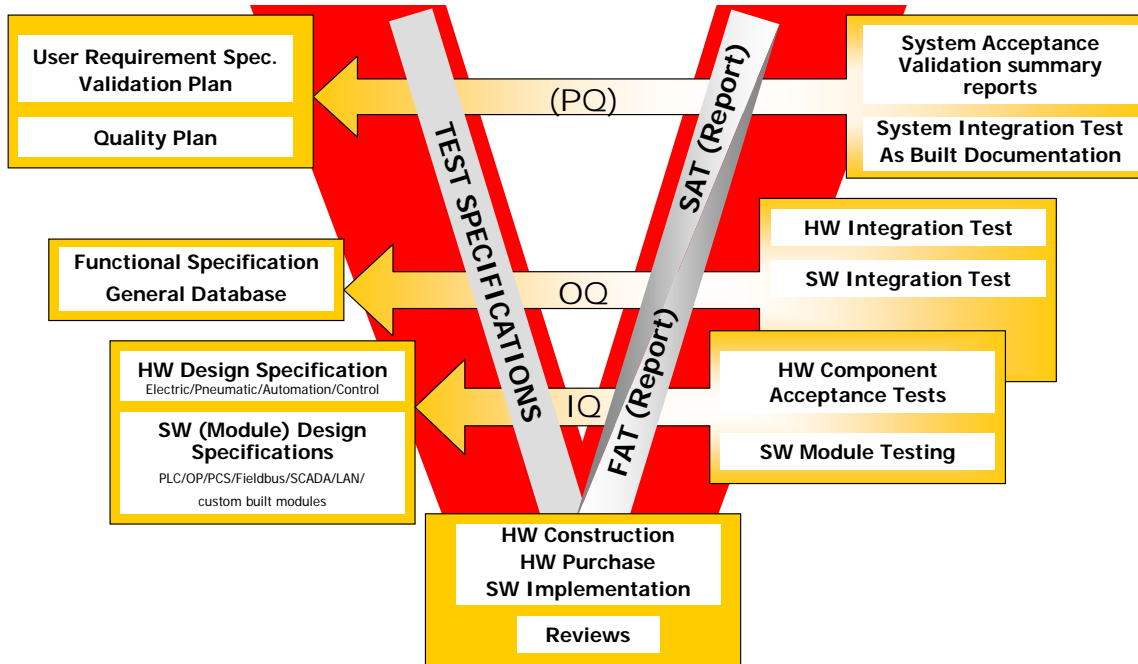 User Requirement Spec.
Validation Plan
Quality Plan
(PQ)
System Acceptance
Validation summary
reports
System Integration Test
As Built Documentation
TEST SPECIFICATIONS
SAT (Report)
FAT (Report)
Functional Specification
General Database
OQ
HW Integration Test
SW Integration Test
HW Design Specification
Electric/Pneumatic/Automation/Control
SW (Module) Design
Specifications
PLC/OP/PCS/Fieldbus/SCADA/LAN/
custom built modules
IQ
HW Component
Acceptance Tests
SW Module Testing
HW Construction
HW Purchase
SW Implementation
Reviews